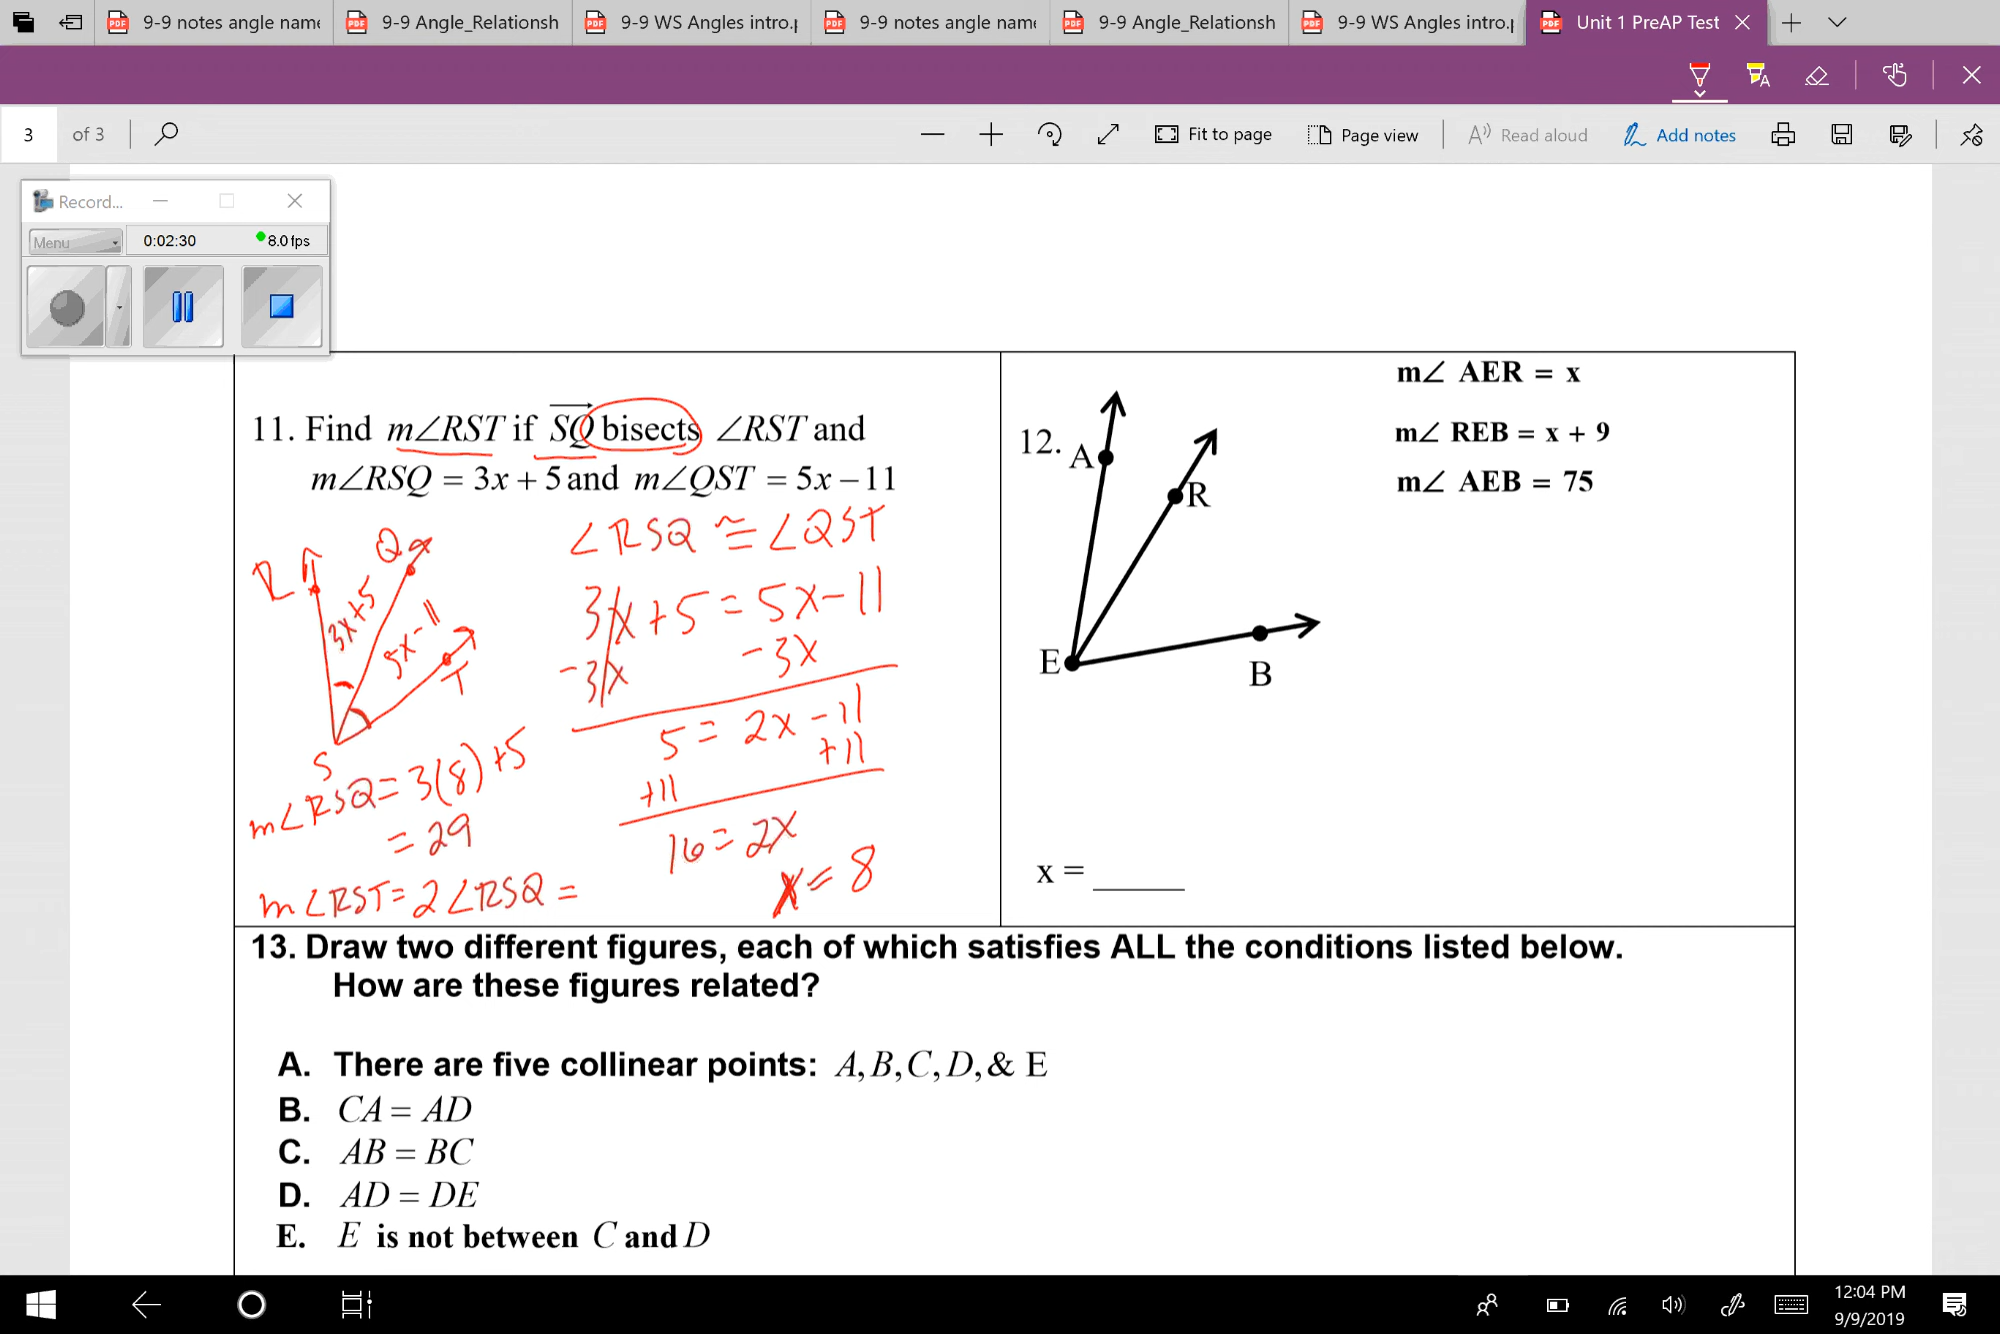 9-9 notes angle name
9-9 Angle_Relationsh
9-9 WS Angles intro.p
9-9 notes angle name
9-9 Angle_Relationsh
9-9 WS Angles intro.p
Unit 1 PreAP Test
3 of 3
Fit to page
Page view
Read aloud
Add notes
Record...
Menu
0:02:30
8.0 fps
11. Find m∠RST if SQ bisects ∠RST and
m∠RSQ = 3x + 5 and m∠QST = 5x − 11
∠RSQ ≅ ∠QST
3x + 5 = 5x − 11
−3x −3x
5 = 2x − 11
+11
+11
16 = 2x
x = 8
R
Q
3x+5
5x−11
T
S
m∠RSQ = 3(8) + 5
= 29
m∠RST = 2∠RSQ =
12.
A
R
E
B
m∠ AER = x
m∠ REB = x + 9
m∠ AEB = 75
x = ______
13. Draw two different figures, each of which satisfies ALL the conditions listed below.
How are these figures related?
A. There are five collinear points: A, B, C, D, & E
B. CA = AD
C. AB = BC
D. AD = DE
E. E is not between C and D
12:04 PM
9/9/2019